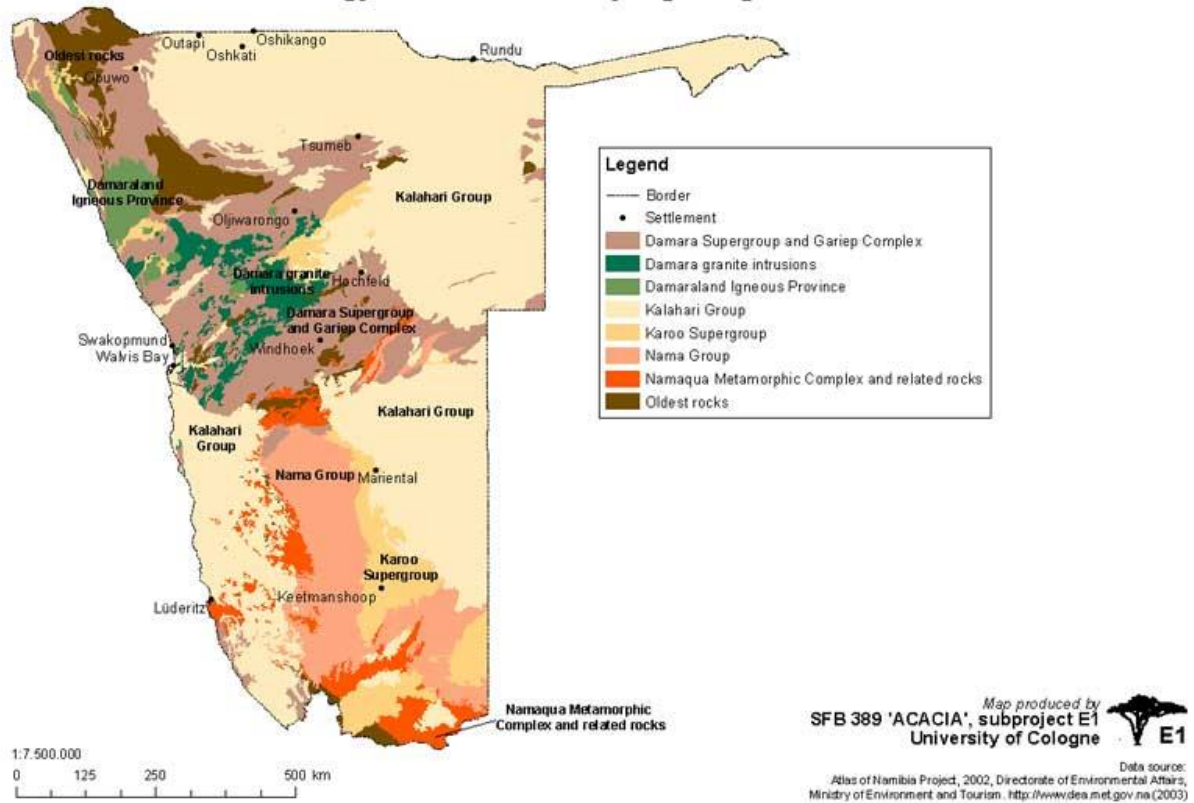 Outapi
Oshikango
Oshkati
Rundu
Oldest rocks
Opuwo
Tsumeb
Damaraland
Igneous Province
Kalahari Group
Oljiwarongo
Damara granite
intrusions
Hochfeld
Damara Supergroup
and Gariep Complex
Swakopmund
Walvis Bay
Windhoek
Kalahari
Group
Kalahari Group
Nama Group
Mariental
Karoo
Supergroup
Keetmanshoop
Lüderitz
Namaqua Metamorphic
Complex and related rocks
Legend
Border
Settlement
Damara Supergroup and Gariep Complex
Damara granite intrusions
Damaraland Igneous Province
Kalahari Group
Karoo Supergroup
Nama Group
Namaqua Metamorphic Complex and related rocks
Oldest rocks
1:7.500.000
0 125 250 500 km
Map produced by
SFB 389 'ACACIA', subproject E1
University of Cologne
E1
Data source:
Atlas of Namibia Project, 2002, Directorate of Environmental Affairs,
Ministry of Environment and Tourism. http://www.dea.met.gov.na (2003)